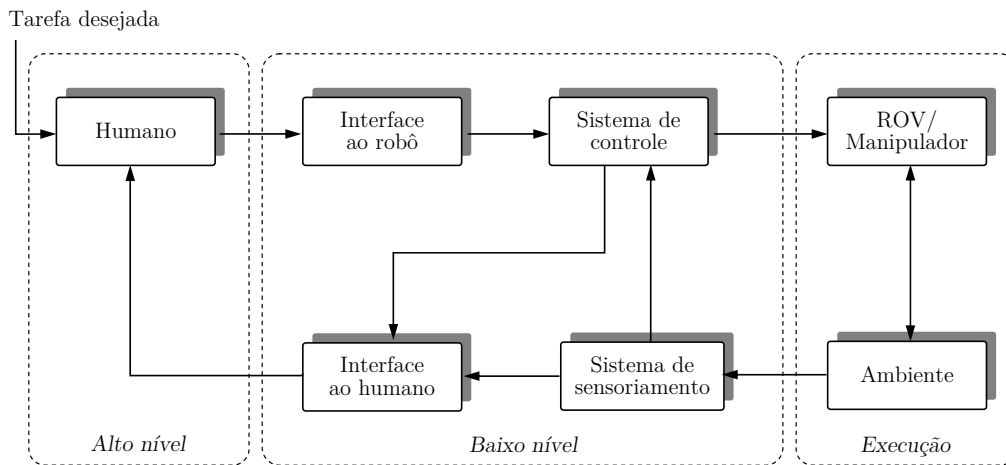 Tarefa desejada
Humano
Interface
ao robô
Sistema de
controle
ROV/
Manipulador
Interface
ao humano
Sistema de
sensoriamento
Ambiente
Alto nível
Baixo nível
Execução